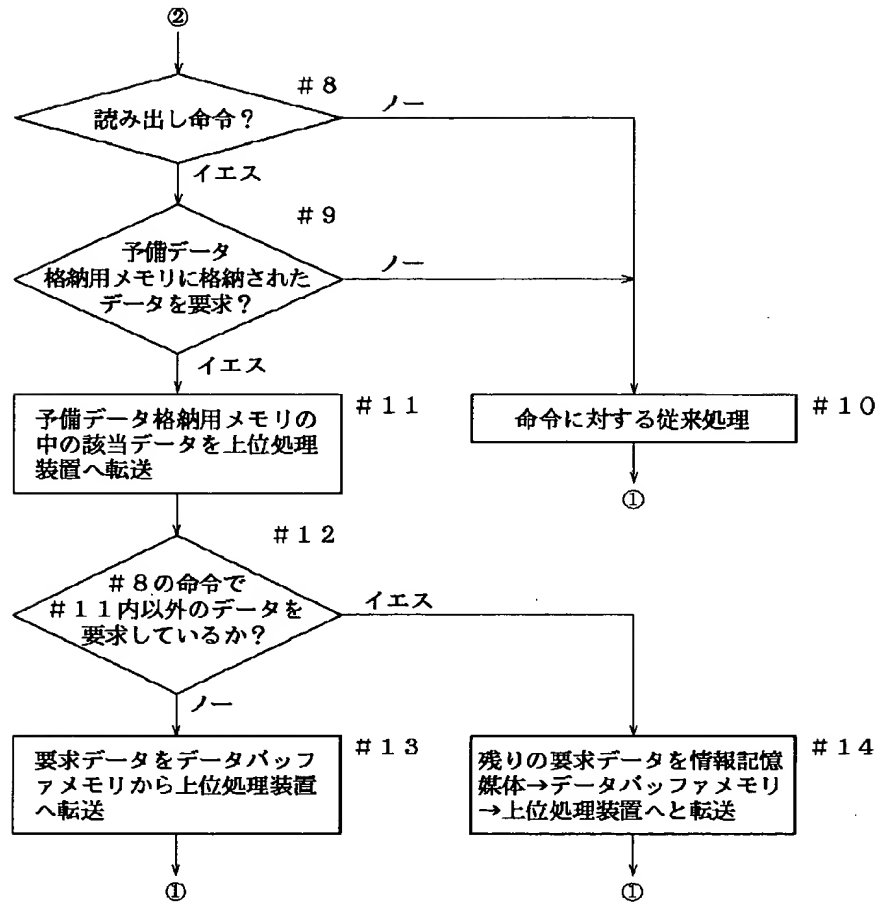 ②
#8
読み出し命令?
ノー
イエス
#9
予備データ
格納用メモリに格納された
データを要求?
ノー
イエス
#11
予備データ格納用メモリの
中の該当データを上位処理
装置へ転送
命令に対する従来処理
#10
①
#12
#8の命令で
#11内以外のデータを
要求しているか?
イエス
ノー
#13
要求データをデータバッフ
ァメモリから上位処理装置
へ転送
①
#14
残りの要求データを情報記憶
媒体→データバッファメモリ
→上位処理装置へと転送
①